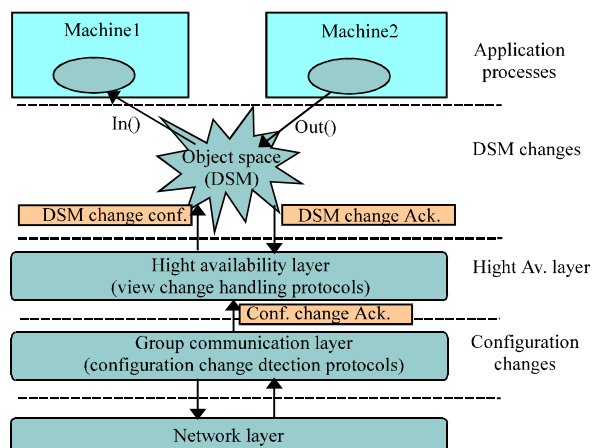 Machine1
Machine2
Application
processes
In()
Out()
Object space
(DSM)
DSM changes
DSM change conf.
DSM change Ack.
Hight availability layer
(view change handling protocols)
Hight Av. layer
Conf. change Ack.
Group communication layer
(configuration change dtection protocols)
Configuration
changes
Network layer